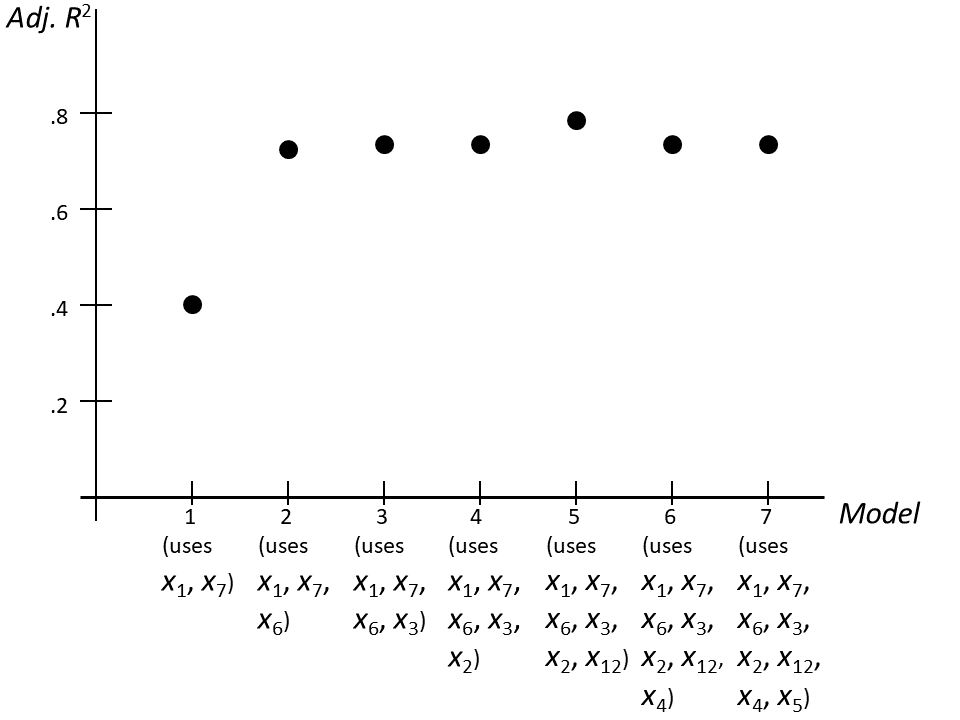 Adj. R²
.8
.6
.4
.2
1 2 3 4 5 6 7 Model
(uses (uses (uses (uses (uses (uses (uses
x₁, x₇) x₁, x₇, x₁, x₇, x₁, x₇, x₁, x₇, x₁, x₇, x₁, x₇,
x₆) x₆, x₃) x₆, x₃, x₆, x₃, x₆, x₃, x₆, x₃,
x₂) x₂, x₁₂) x₂, x₁₂, x₂, x₁₂,
x₄) x₄, x₅)